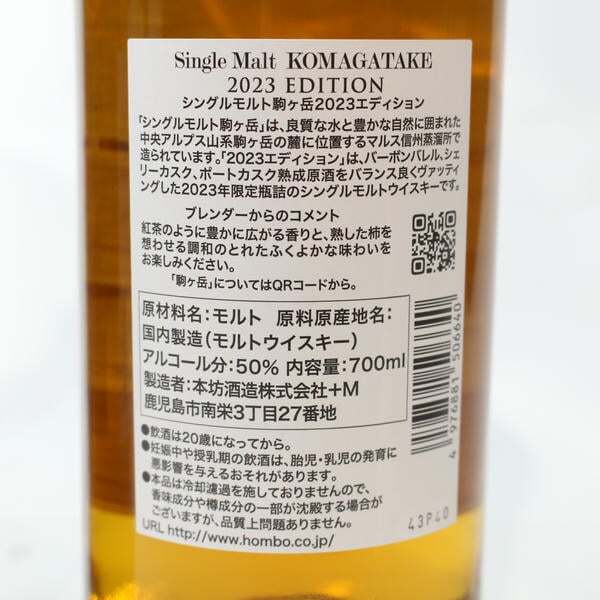 Single Malt KOMAGATAKE
2023 EDITION
シングルモルト駒ヶ岳2023エディション
「シングルモルト駒ヶ岳」は、良質な水と豊かな自然に囲まれた
中央アルプス山系駒ヶ岳の麓に位置するマルス信州蒸溜所で
造られています。「2023エディション」は、バーボンバレル、シェ
リーカスク、ポートカスク熟成原酒をバランス良くヴァッティ
ングした2023年限定瓶詰のシングルモルトウイスキーです。
ブレンダーからのコメント
紅茶のように豊かに広がる香りと、熟した柿を
想わせる調和のとれたふくよかな味わいを
お楽しみください。
「駒ヶ岳」についてはQRコードから。
原材料名：モルト 原料原産地名：
国内製造（モルトウイスキー）
アルコール分：50% 内容量：700ml
製造者：本坊酒造株式会社+M
鹿児島市南栄3丁目27番地
●飲酒は20歳になってから。
●妊娠中や授乳期の飲酒は、胎児・乳児の発育に
悪影響を与えるおそれがあります。
●本品は冷却濾過を施しておりませんので、
香味成分や樽成分の一部が沈殿する場合が
ございますが、品質上問題ありません。
URL http://www.hombo.co.jp/
4 976881 506640
43P40